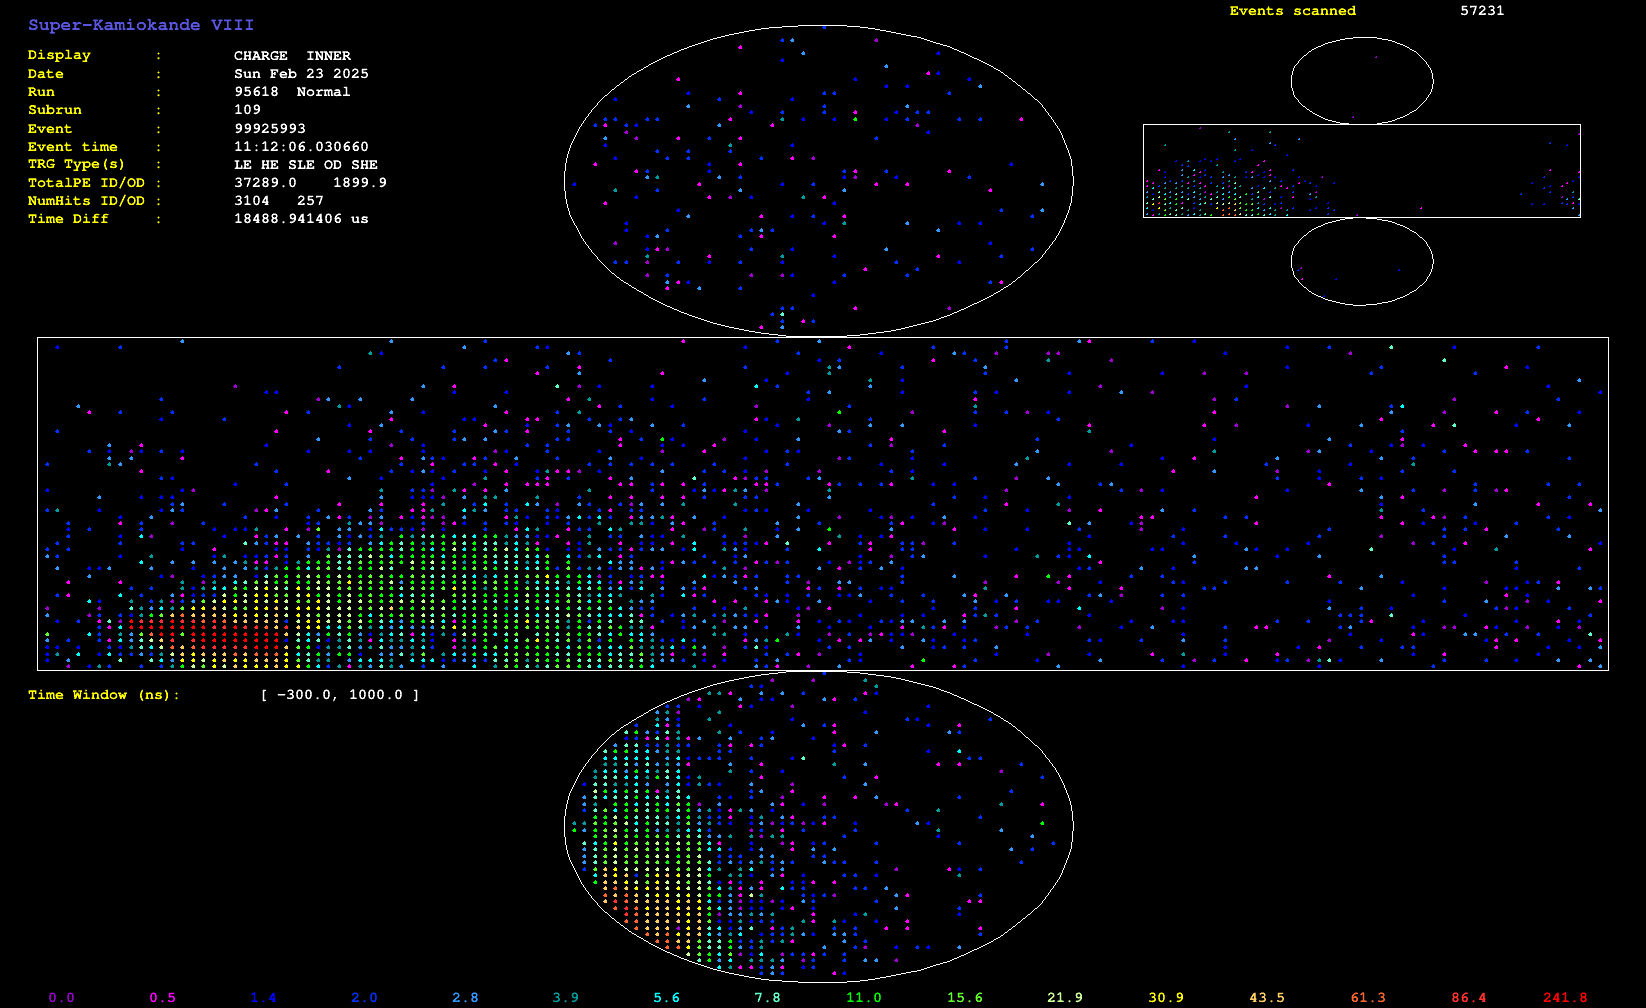 Super-Kamiokande VIII
Events scanned 57231
Display : CHARGE INNER
Date : Sun Feb 23 2025
Run : 95618 Normal
Subrun : 109
Event : 99925993
Event time : 11:12:06.030660
TRG Type(s) : LE HE SLE OD SHE
TotalPE ID/OD : 37289.0 1899.9
NumHits ID/OD : 3104 257
Time Diff : 18488.941406 us
Time Window (ns): [ -300.0, 1000.0 ]
0.0 0.5 1.4 2.0 2.8 3.9 5.6 7.8 11.0 15.6 21.9 30.9 43.5 61.3 86.4 241.8